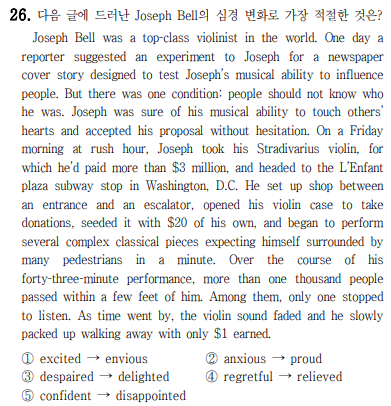 26. 다음 글에 드러난 Joseph Bell의 심경 변화로 가장 적절한 것은?
Joseph Bell was a top-class violinist in the world. One day a
reporter suggested an experiment to Joseph for a newspaper
cover story designed to test Joseph's musical ability to influence
people. But there was one condition: people should not know who
he was. Joseph was sure of his musical ability to touch others'
hearts and accepted his proposal without hesitation. On a Friday
morning at rush hour, Joseph took his Stradivarius violin, for
which he'd paid more than $3 million, and headed to the L'Enfant
plaza subway stop in Washington, D.C. He set up shop between
an entrance and an escalator, opened his violin case to take
donations, seeded it with $20 of his own, and began to perform
several complex classical pieces expecting himself surrounded by
many pedestrians in a minute. Over the course of his
forty-three-minute performance, more than one thousand people
passed within a few feet of him. Among them, only one stopped
to listen. As time went by, the violin sound faded and he slowly
packed up walking away with only $1 earned.
① excited → envious ② anxious → proud
③ despaired → delighted ④ regretful → relieved
⑤ confident → disappointed